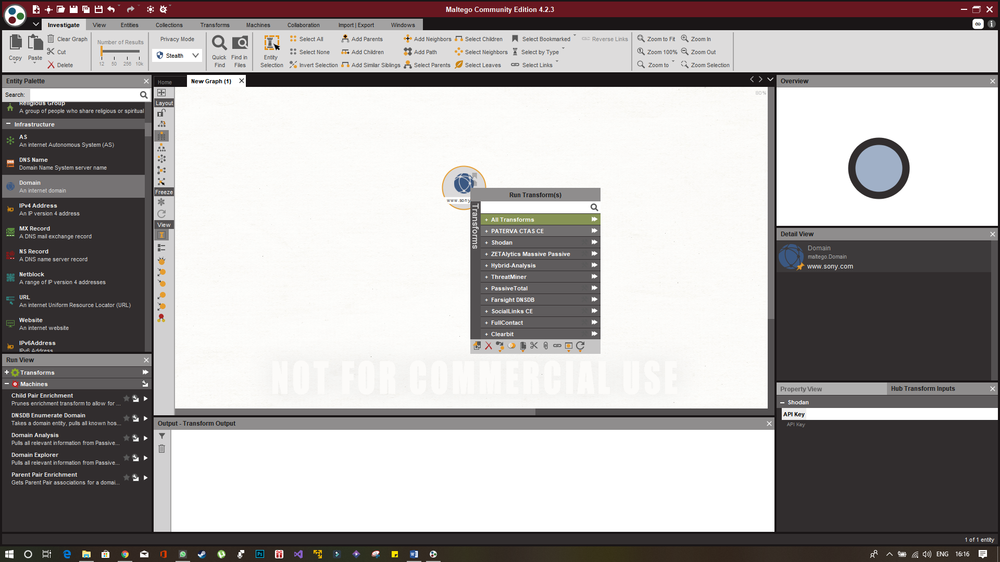 Maltego Community Edition 4.2.3
Investigate View Entities Collections Transforms Machines Collaboration Import | Export Windows
Copy
Paste
Clear Graph
Cut
Delete
Number of Results
12 50 256 10k
Privacy Mode
Stealth
Quick Find
Find in Files
Entity Selection
Select All
Select None
Invert Selection
Add Parents
Add Children
Add Similar Siblings
Add Neighbors
Add Path
Select Parents
Select Children
Select Neighbors
Select Leaves
Select Bookmarked
Select by Type
Select Links
Reverse Links
Zoom to Fit
Zoom 100%
Zoom to
Zoom In
Zoom Out
Zoom Selection
Entity Palette
Search:
Religious Group
A group of people who share religious or spiritual
Infrastructure
AS
An internet Autonomous System (AS)
DNS
DNS Name
Domain Name System server name
Domain
An internet domain
IPv4 Address
An IP version 4 address
MX Record
A DNS mail exchange record
NS Record
A DNS name server record
Netblock
A range of IP version 4 addresses
URL
An internet Uniform Resource Locator (URL)
Website
An internet website
IPv6Address
IPv6 Address
Run View
Transforms
Machines
Child Pair Enrichment
Prunes enrichment transform to allow for ...
DNSDB Enumerate Domain
Takes a domain entity, pulls all known hos...
Domain Analysis
Pulls all relevant information from Passive...
Domain Explorer
Pulls all relevant information from Passive...
Parent Pair Enrichment
Gets Parent Pair associations for a domai...
Home
New Graph (1)
Layout
Freeze
View
80%
www.sony
Run Transform(s)
Transforms
+ All Transforms
+ PATERVA CTAS CE
+ Shodan
+ ZETAlytics Massive Passive
+ Hybrid-Analysis
+ ThreatMiner
+ PassiveTotal
+ Farsight DNSDB
+ SocialLinks CE
+ FullContact
+ Clearbit
NOT FOR COMMERCIAL USE
Output - Transform Output
Overview
Detail View
Domain
maltego.Domain
www.sony.com
Property View
Hub Transform Inputs
Shodan
API Key
API Key
1 of 1 entity
Ps
ENG
16:16